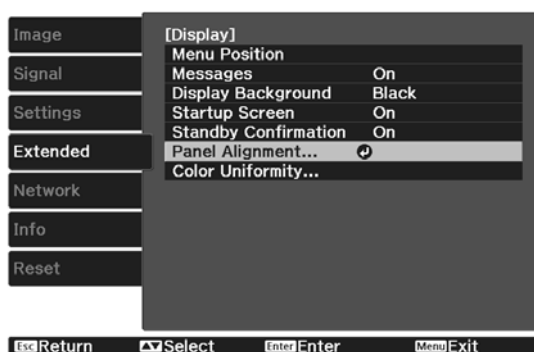 Image
Signal
Settings
Extended
Network
Info
Reset
[Display]
Menu Position
Messages On
Display Background Black
Startup Screen On
Standby Confirmation On
Panel Alignment...
Color Uniformity...
Esc Return Select Enter Enter Menu Exit